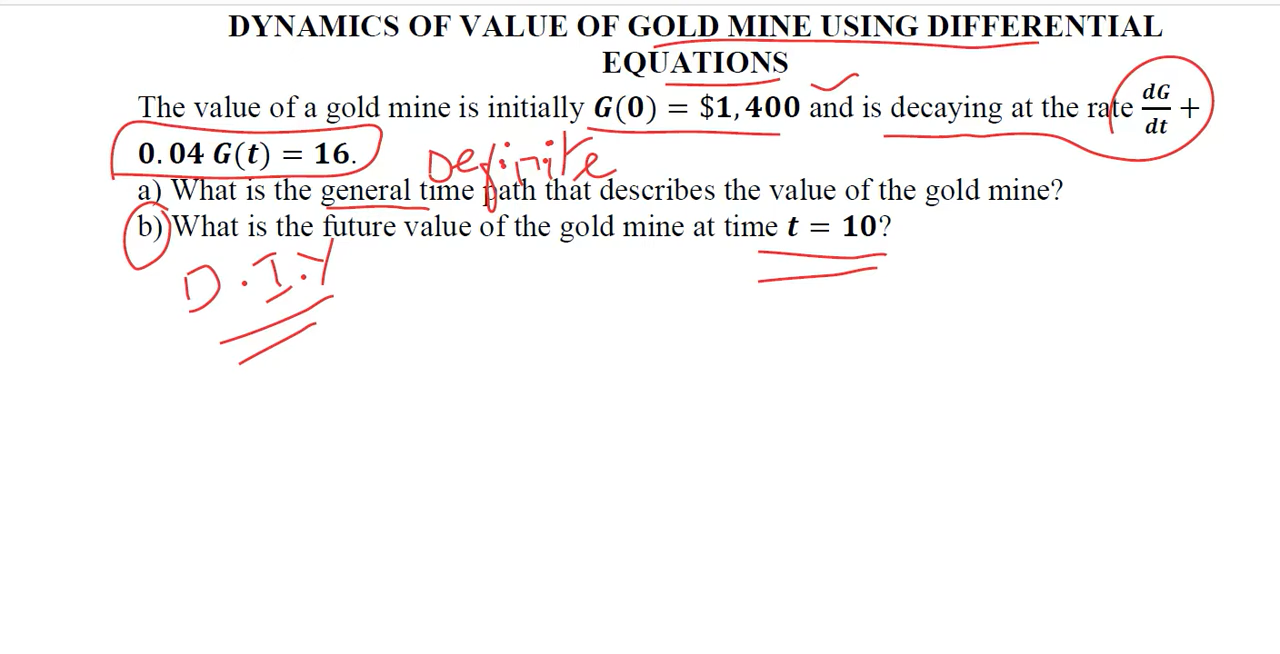 DYNAMICS OF VALUE OF GOLD MINE USING DIFFERENTIAL
EQUATIONS
The value of a gold mine is initially G(0) = $1,400 and is decaying at the rate dG/dt +
0.04 G(t) = 16.
Definite
a) What is the general time path that describes the value of the gold mine?
b) What is the future value of the gold mine at time t = 10?
D.I.Y